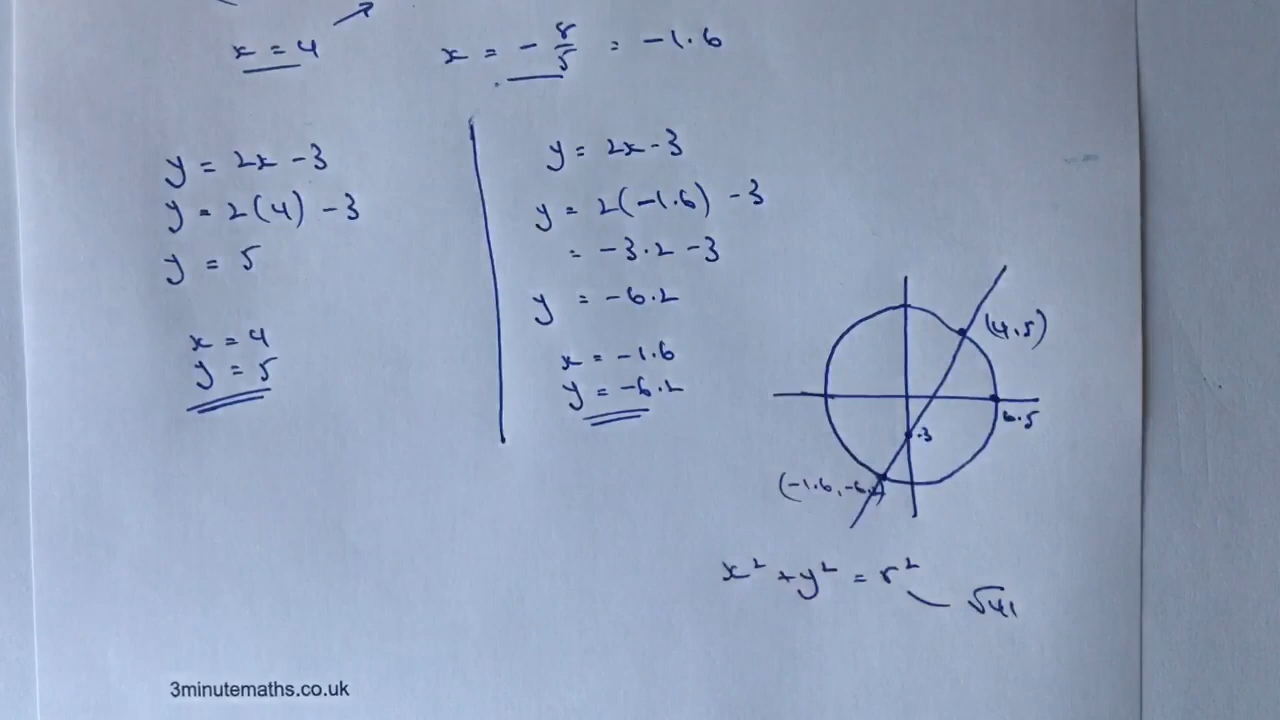 x = 4
x = - 8/5 = -1.6
y = 2x - 3
y = 2(4) - 3
y = 5
x = 4
y = 5
y = 2x - 3
y = 2(-1.6) - 3
= -3.2 - 3
y = -6.2
x = -1.6
y = -6.2
(4.5)
6.5
-3
(-1.6, -6.
x² + y² = r²
√41
3minutemaths.co.uk